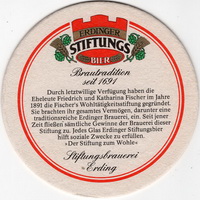 ERDINGER
STIFTUNGS
BIER
Brautradition
seit 1691
Durch letztwillige Verfügung haben die
Eheleute Friedrich und Katharina Fischer im Jahre
1891 die Fischer's Wohltätigkeitsstiftung gegründet.
Sie brachten ihr gesamtes Vermögen, darunter eine
traditionsreiche Erdinger Brauerei, ein. Seit jener
Zeit fließen sämtliche Gewinne der Brauerei dieser
Stiftung zu. Jedes Glas Erdinger Stiftungsbier
hilft soziale Zwecke zu erfüllen.
»Der Stiftung zum Wohle«
Stiftungsbrauerei
Erding